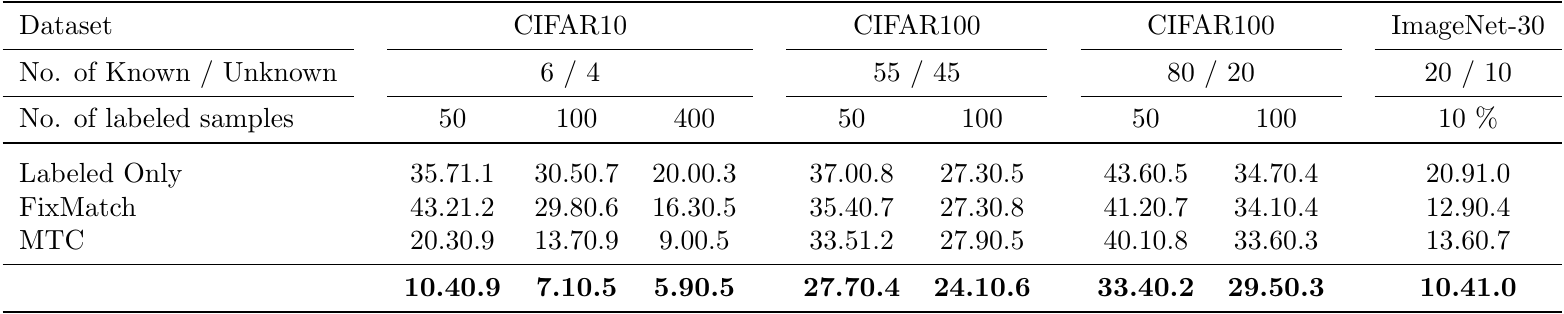 Dataset CIFAR10 CIFAR100 CIFAR100 ImageNet-30
No. of Known / Unknown 6 / 4 55 / 45 80 / 20 20 / 10
No. of labeled samples 50 100 400 50 100 50 100 10 %
Labeled Only 35.71.1 30.50.7 20.00.3 37.00.8 27.30.5 43.60.5 34.70.4 20.91.0
FixMatch 43.21.2 29.80.6 16.30.5 35.40.7 27.30.8 41.20.7 34.10.4 12.90.4
MTC 20.30.9 13.70.9 9.00.5 33.51.2 27.90.5 40.10.8 33.60.3 13.60.7
10.40.9 7.10.5 5.90.5 27.70.4 24.10.6 33.40.2 29.50.3 10.41.0